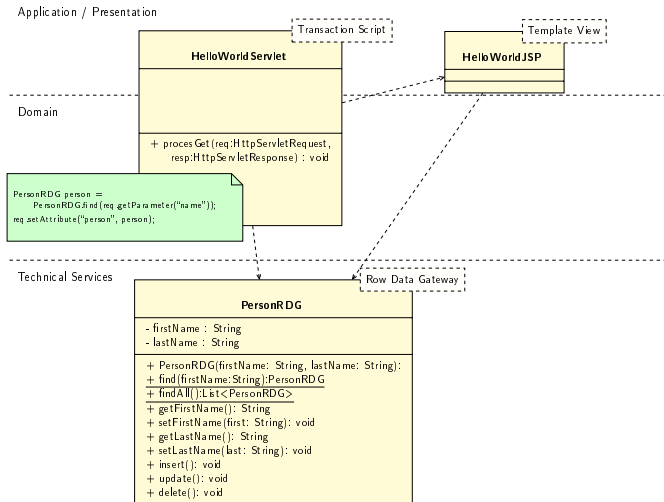 Application / Presentation
Transaction Script
Template View
HelloWorldServlet
HelloWorldJSP
Domain
+ procesGet(req:HttpServletRequest,
resp:HttpServletResponse) : void
PersonRDG person =
PersonRDG.find(req.getParameter("name"));
req.setAttribute("person", person);
Technical Services
Row Data Gateway
PersonRDG
- firstName : String
- lastName : String
+ PersonRDG(firstName: String, lastName: String):
+ find(firstName:String):PersonRDG
+ findAll():List<PersonRDG>
+ getFirstName(): String
+ setFirstName(first: String): void
+ getLastName(): String
+ setLastName(last: String): void
+ insert(): void
+ update(): void
+ delete(): void